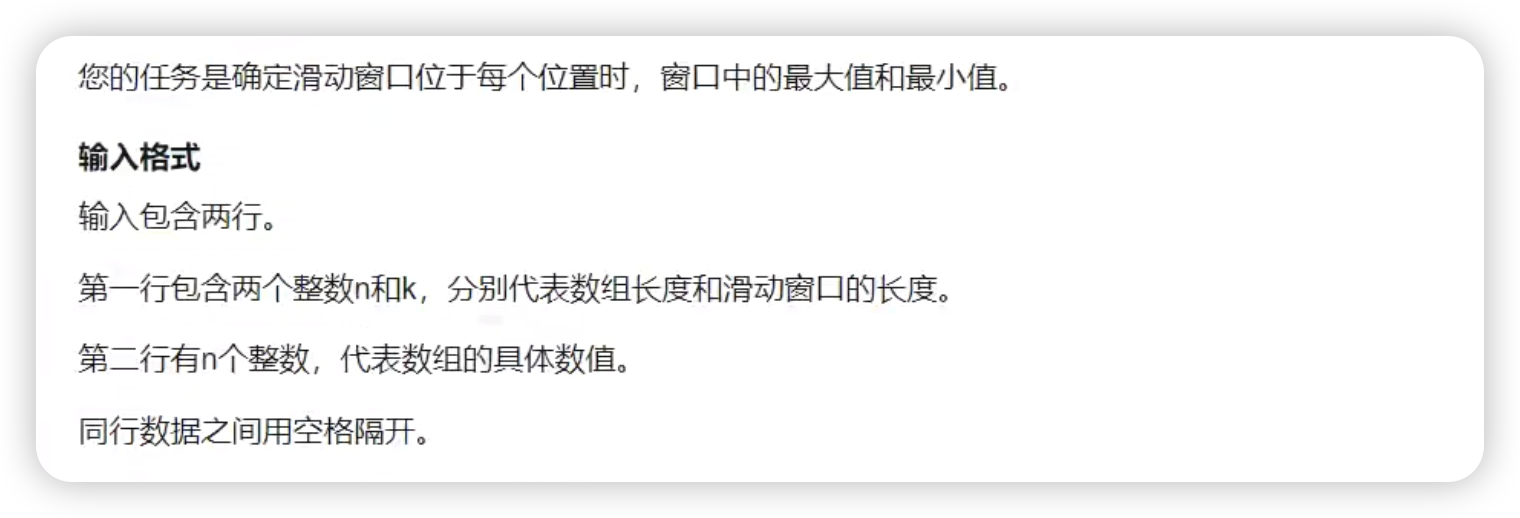 您的任务是确定滑动窗口位于每个位置时，窗口中的最大值和最小值。
输入格式
输入包含两行。
第一行包含两个整数n和k，分别代表数组长度和滑动窗口的长度。
第二行有n个整数，代表数组的具体数值。
同行数据之间用空格隔开。